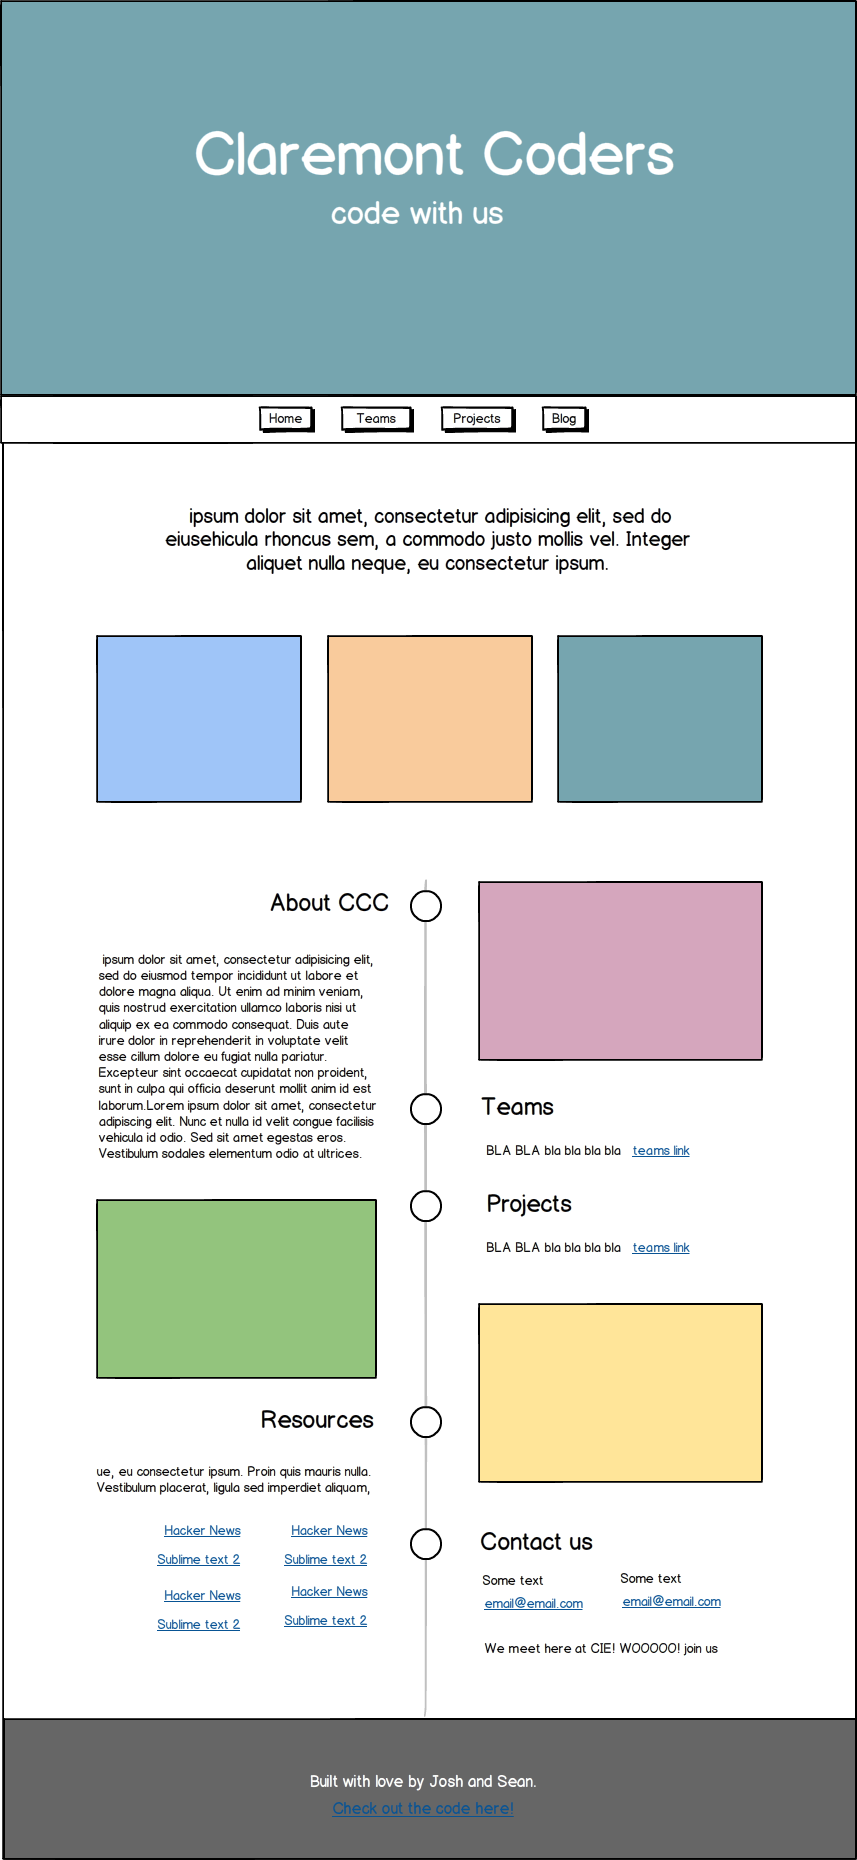 Claremont Coders
code with us
Home Teams Projects Blog
ipsum dolor sit amet, consectetur adipisicing elit, sed do
eiusehicula rhoncus sem, a commodo justo mollis vel. Integer
aliquet nulla neque, eu consectetur ipsum.
About CCC
ipsum dolor sit amet, consectetur adipisicing elit,
sed do eiusmod tempor incididunt ut labore et
dolore magna aliqua. Ut enim ad minim veniam,
quis nostrud exercitation ullamco laboris nisi ut
aliquip ex ea commodo consequat. Duis aute
irure dolor in reprehenderit in voluptate velit
esse cillum dolore eu fugiat nulla pariatur.
Excepteur sint occaecat cupidatat non proident,
sunt in culpa qui officia deserunt mollit anim id est
laborum.Lorem ipsum dolor sit amet, consectetur
adipiscing elit. Nunc et nulla id velit congue facilisis
vehicula id odio. Sed sit amet egestas eros.
Vestibulum sodales elementum odio at ultrices.
Teams
BLA BLA bla bla bla bla teams link
Projects
BLA BLA bla bla bla bla teams link
Resources
ue, eu consectetur ipsum. Proin quis mauris nulla.
Vestibulum placerat, ligula sed imperdiet aliquam,
Hacker News Hacker News
Sublime text 2 Sublime text 2
Hacker News Hacker News
Sublime text 2 Sublime text 2
Contact us
Some text Some text
email@email.com email@email.com
We meet here at CIE! WOOOOO! join us
Built with love by Josh and Sean.
Check out the code here!